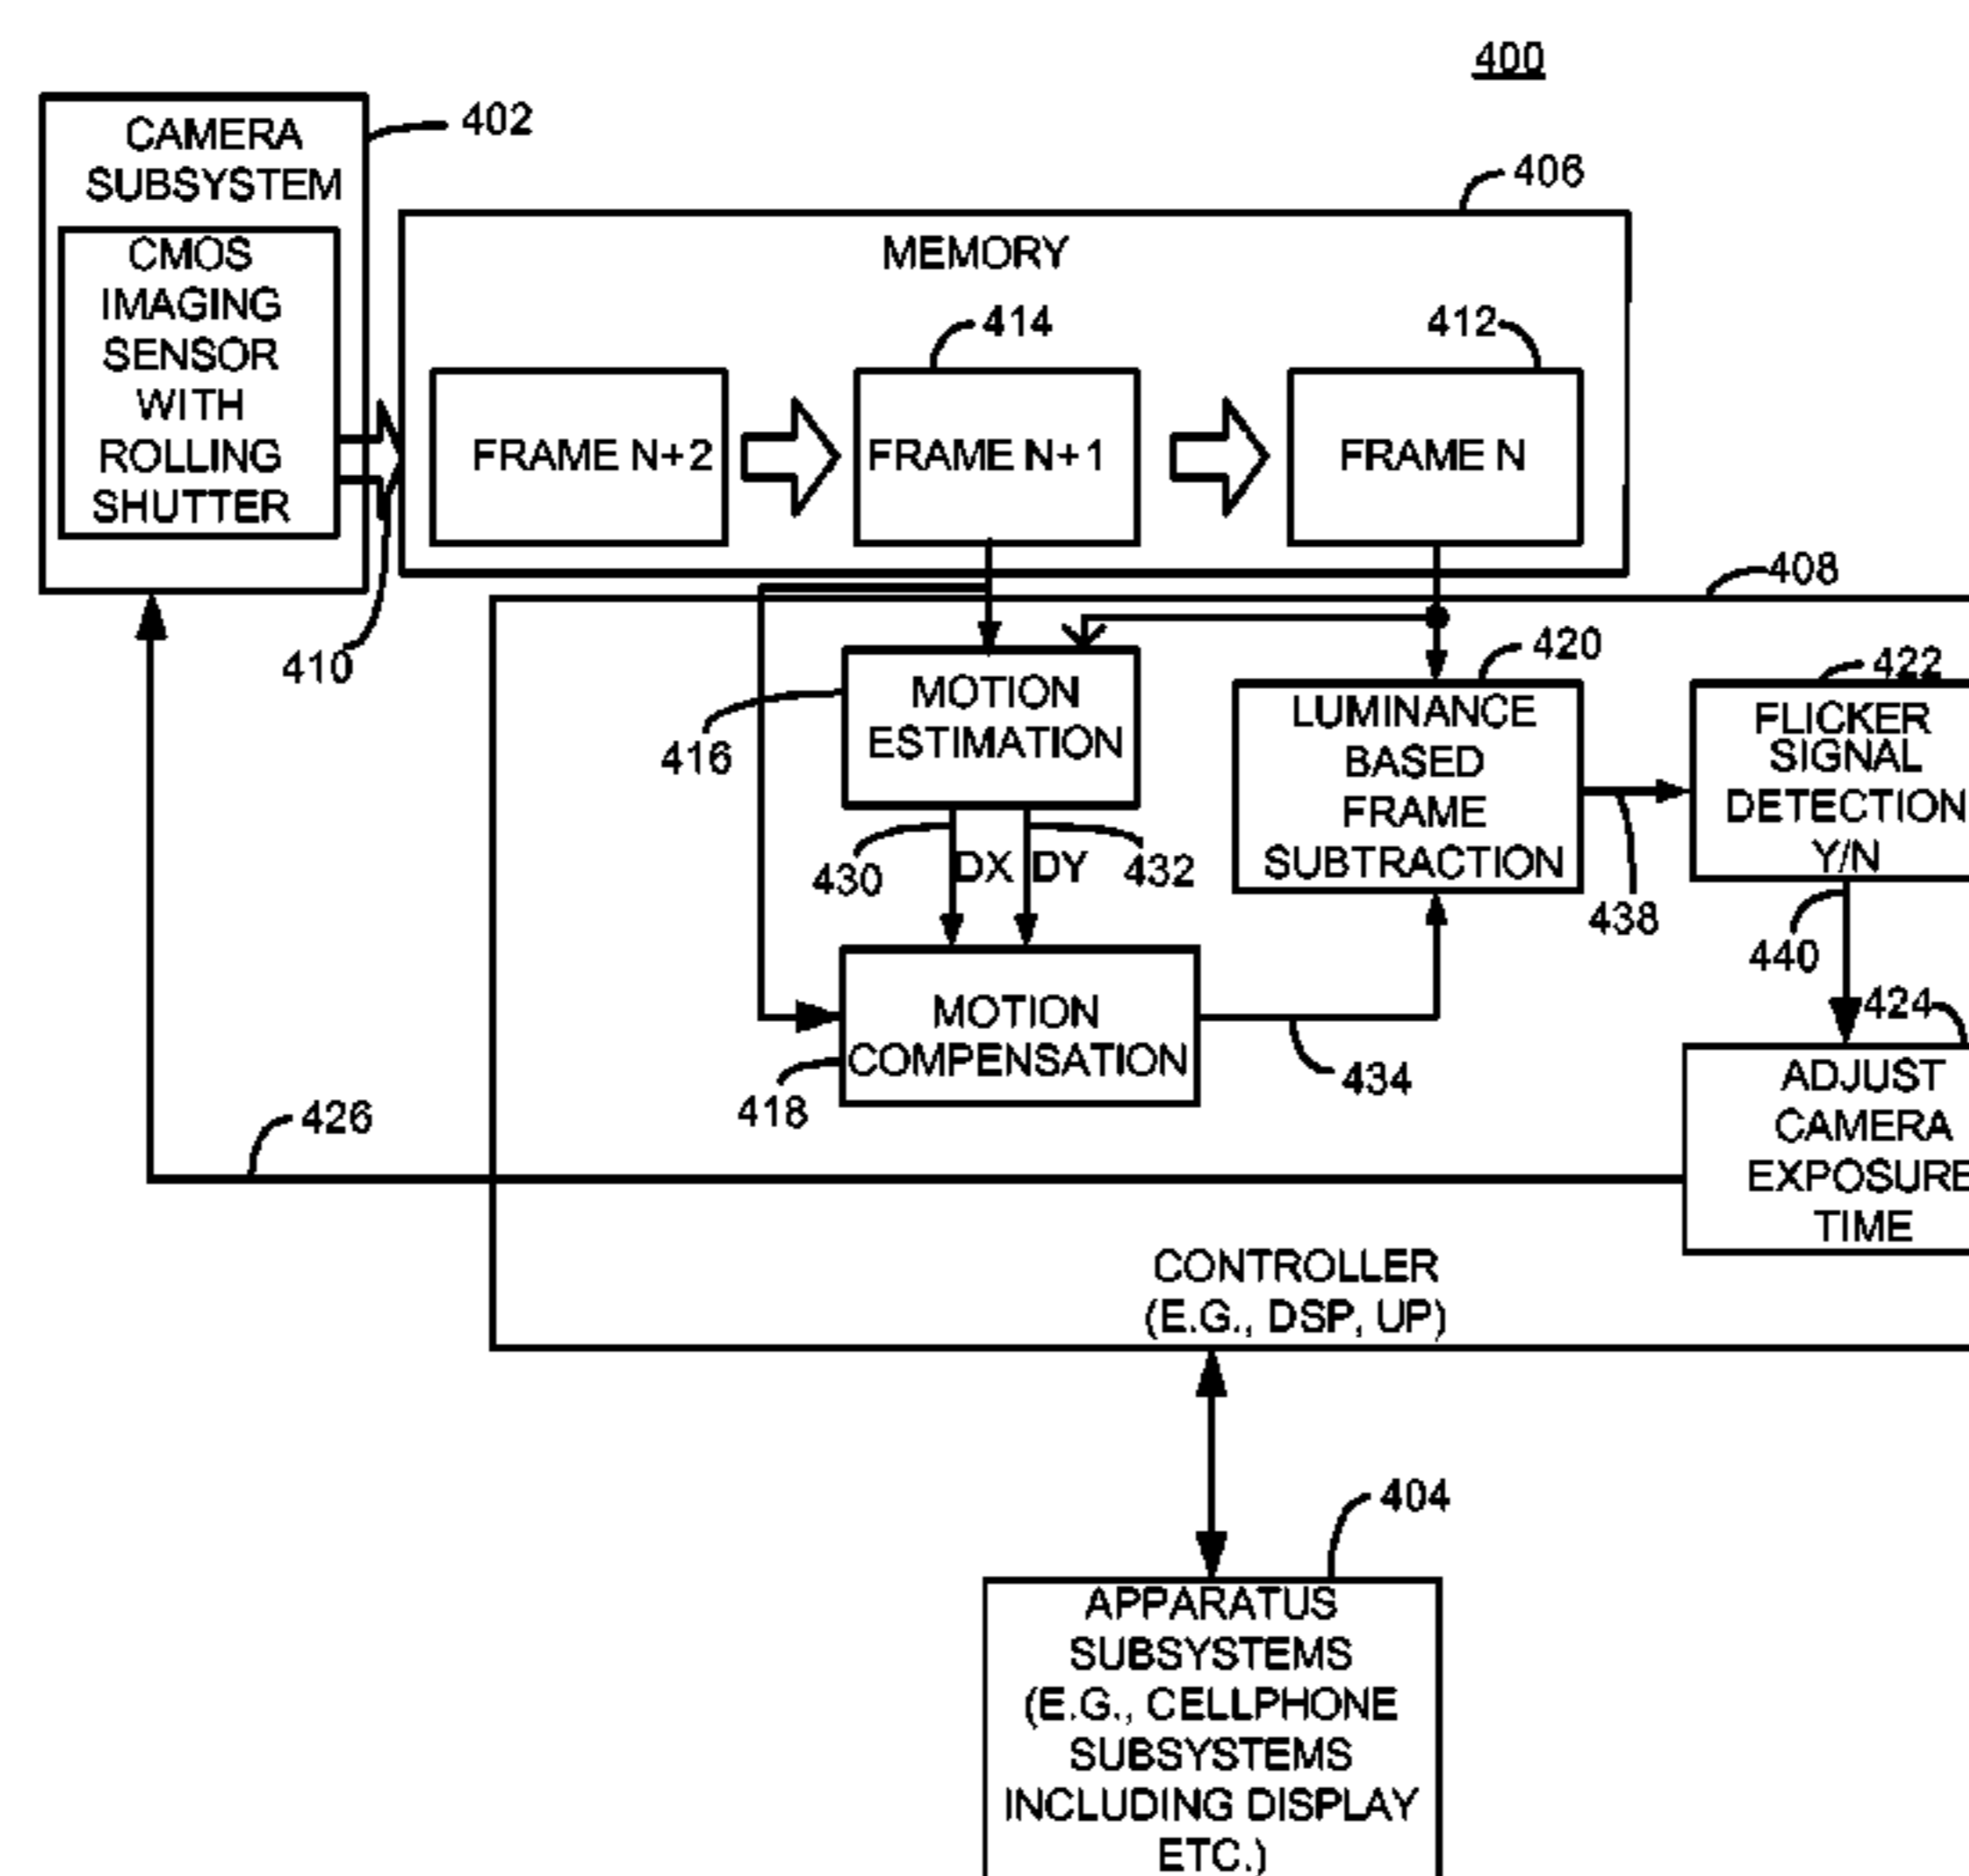 400
CAMERA
SUBSYSTEM
402
CMOS
IMAGING
SENSOR
WITH
ROLLING
SHUTTER
406
MEMORY
414
412
FRAME N+2
FRAME N+1
FRAME N
410
408
416
MOTION
ESTIMATION
420
LUMINANCE
BASED
FRAME
SUBTRACTION
422
FLICKER
SIGNAL
DETECTION
Y/N
430
DX
DY
432
438
440
MOTION
COMPENSATION
418
434
424
ADJUST
CAMERA
EXPOSURE
TIME
426
CONTROLLER
(E.G., DSP, UP)
404
APPARATUS
SUBSYSTEMS
(E.G., CELLPHONE
SUBSYSTEMS
INCLUDING DISPLAY
ETC.)